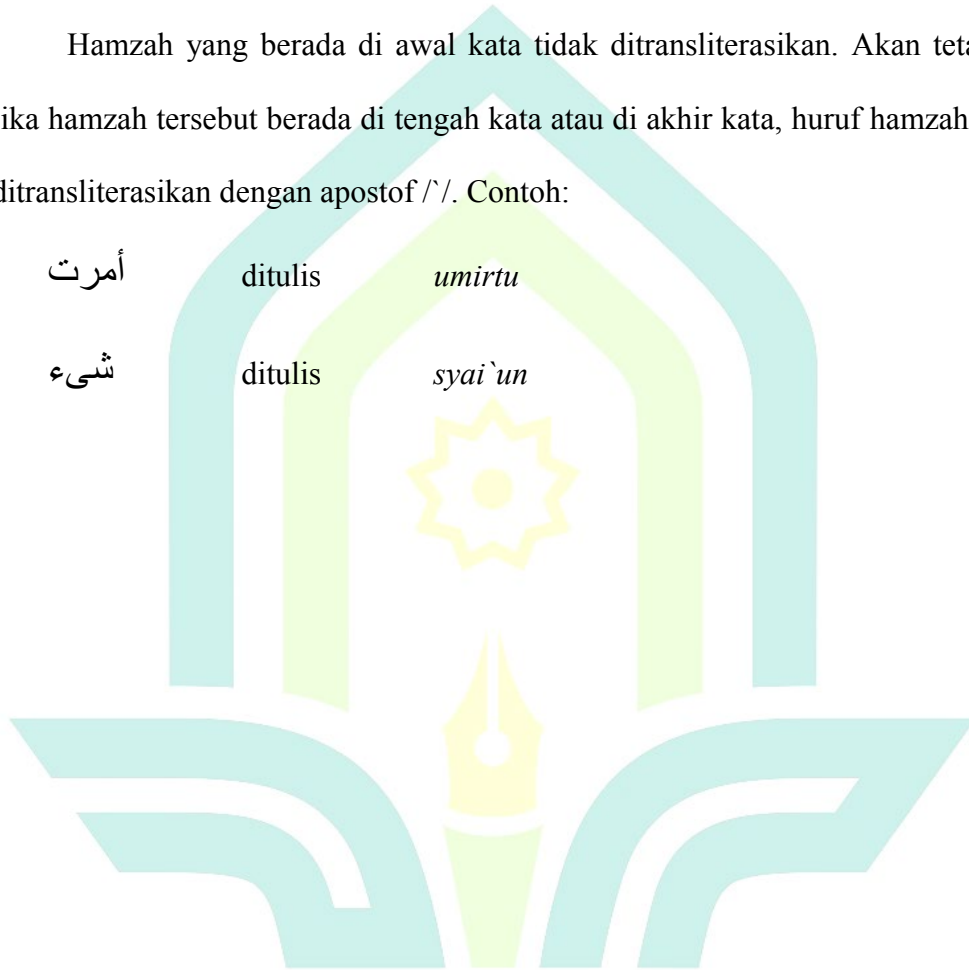 Hamzah yang berada di awal kata tidak ditransliterasikan. Akan teta
ika hamzah tersebut berada di tengah kata atau di akhir kata, huruf hamzah
ditransliterasikan dengan apostof /`/. Contoh:
أمرت ditulis umirtu
شىء ditulis syai`un